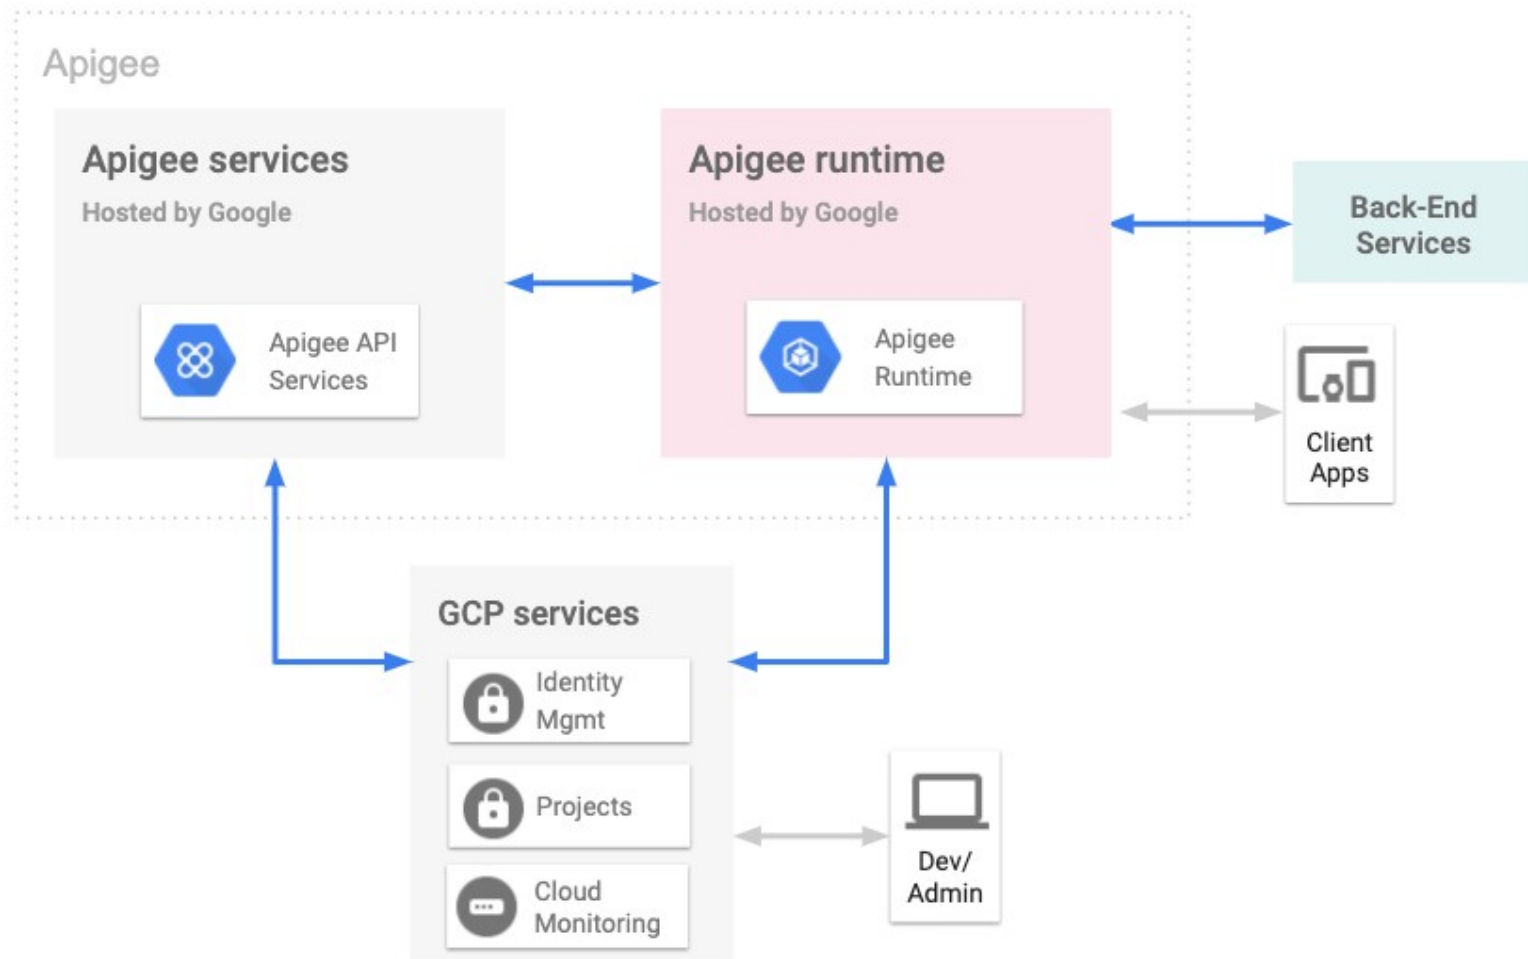 Apigee
Apigee services
Hosted by Google
Apigee API
Services
Apigee runtime
Hosted by Google
Apigee
Runtime
Back-End
Services
Client
Apps
GCP services
Identity
Mgmt
Projects
Cloud
Monitoring
Dev/
Admin